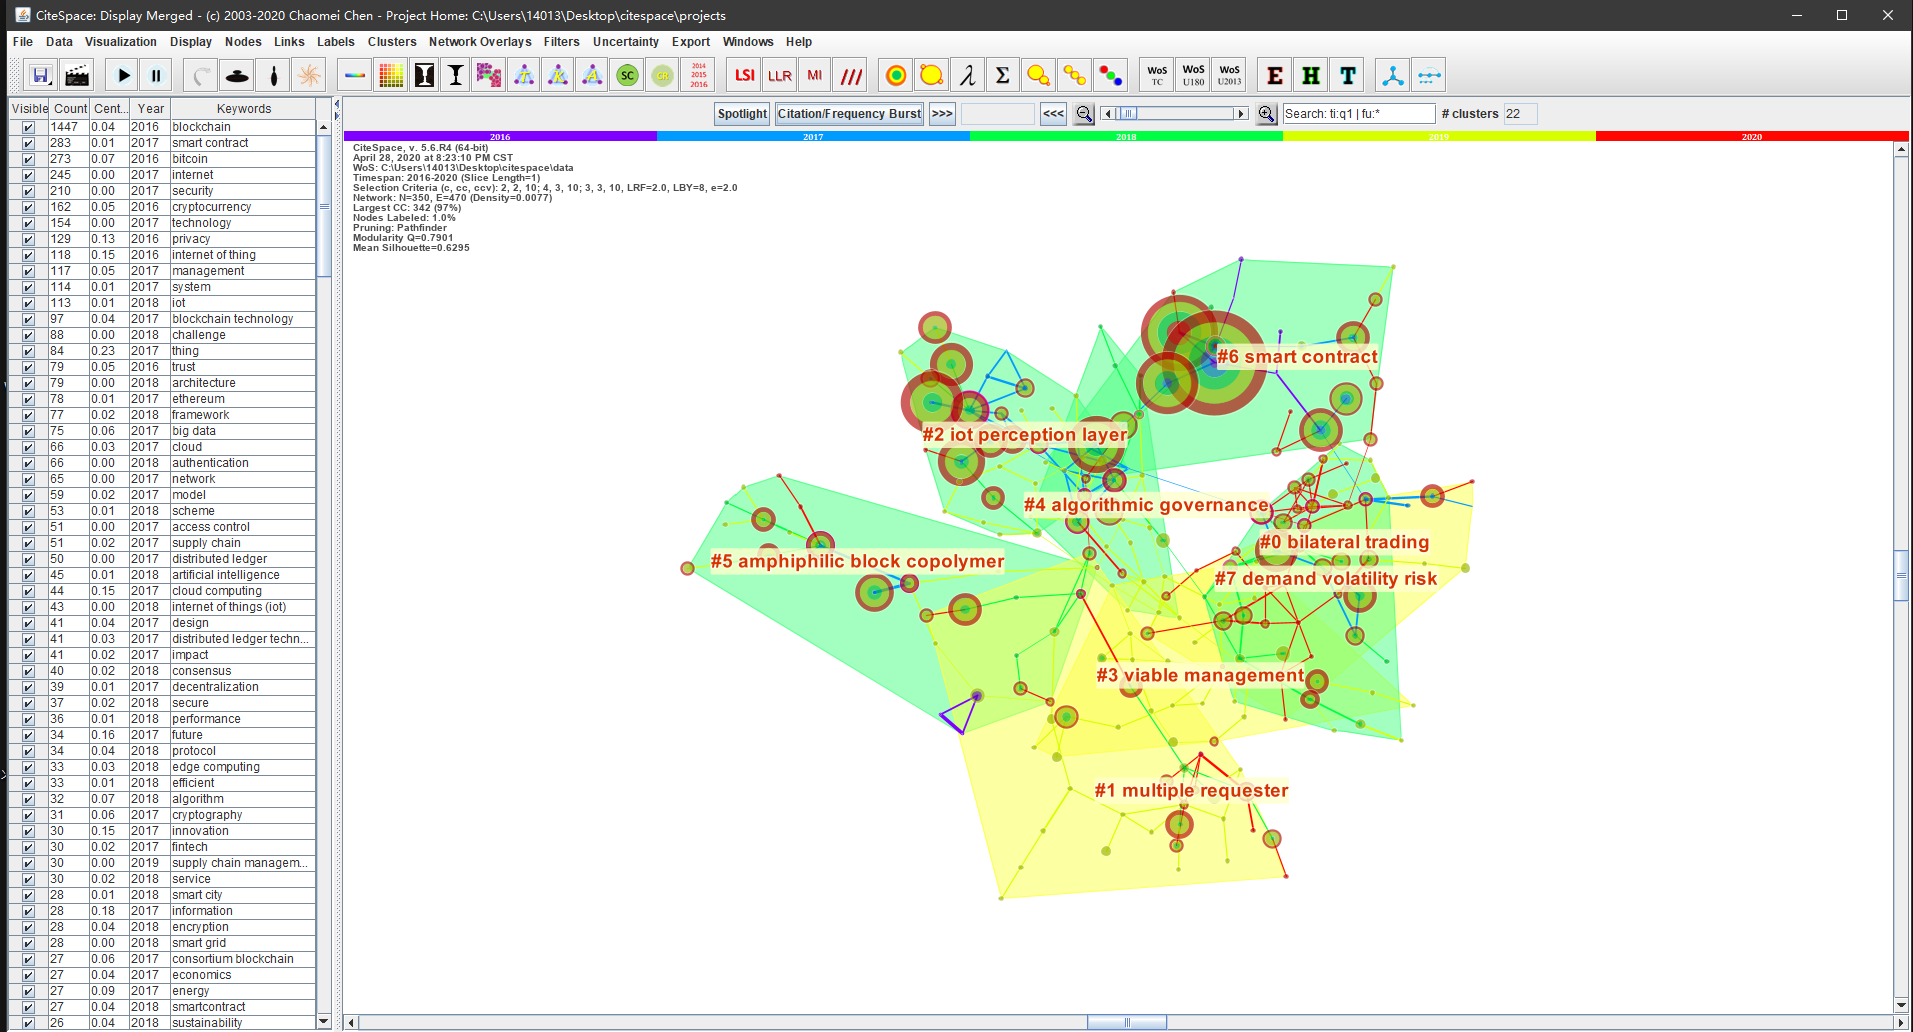 CiteSpace: Display Merged - (c) 2003-2020 Chaomei Chen - Project Home: C:\Users\14013\Desktop\citespace\projects
File Data Visualization Display Nodes Links Labels Clusters Network Overlays Filters Uncertainty Export Windows Help
T K A SC CR 2014 2015 2016 LSI LLR MI λ Σ WoS TC WoS U180 WoS U2013 E H T
Spotlight Citation/Frequency Burst >>> <<< Search: ti:q1 | fu:* # clusters 22
2016 2017 2018 2019 2020
CiteSpace, v. 5.6.R4 (64-bit)
April 28, 2020 at 8:23:10 PM CST
WoS: C:\Users\14013\Desktop\citespace\data
Timespan: 2016-2020 (Slice Length=1)
Selection Criteria (c, cc, ccv): 2, 2, 10; 4, 3, 10; 3, 3, 10, LRF=2.0, LBY=8, e=2.0
Network: N=350, E=470 (Density=0.0077)
Largest CC: 342 (97%)
Nodes Labeled: 1.0%
Pruning: Pathfinder
Modularity Q=0.7901
Mean Silhouette=0.6295
Visible Count Cent... Year Keywords
1447 0.04 2016 blockchain
283 0.01 2017 smart contract
273 0.07 2016 bitcoin
245 0.00 2017 internet
210 0.00 2017 security
162 0.05 2016 cryptocurrency
154 0.00 2017 technology
129 0.13 2016 privacy
118 0.15 2016 internet of thing
117 0.05 2017 management
114 0.01 2017 system
113 0.01 2018 iot
97 0.04 2017 blockchain technology
88 0.00 2018 challenge
84 0.23 2017 thing
79 0.05 2016 trust
79 0.00 2018 architecture
78 0.01 2017 ethereum
77 0.02 2018 framework
75 0.06 2017 big data
66 0.03 2017 cloud
66 0.00 2018 authentication
65 0.00 2017 network
59 0.02 2017 model
53 0.01 2018 scheme
51 0.00 2017 access control
51 0.02 2017 supply chain
50 0.00 2017 distributed ledger
45 0.01 2018 artificial intelligence
44 0.15 2017 cloud computing
43 0.00 2018 internet of things (iot)
41 0.04 2017 design
41 0.03 2017 distributed ledger techn...
41 0.02 2017 impact
40 0.02 2018 consensus
39 0.01 2017 decentralization
37 0.02 2018 secure
36 0.01 2018 performance
34 0.16 2017 future
34 0.04 2018 protocol
33 0.03 2018 edge computing
33 0.01 2018 efficient
32 0.07 2018 algorithm
31 0.06 2017 cryptography
30 0.15 2017 innovation
30 0.02 2017 fintech
30 0.00 2019 supply chain managem...
30 0.02 2018 service
28 0.01 2018 smart city
28 0.18 2017 information
28 0.04 2018 encryption
28 0.00 2018 smart grid
27 0.06 2017 consortium blockchain
27 0.04 2017 economics
27 0.09 2017 energy
27 0.04 2018 smartcontract
26 0.04 2018 sustainability
#6 smart contract
#2 iot perception layer
#4 algorithmic governance
#0 bilateral trading
#5 amphiphilic block copolymer
#7 demand volatility risk
#3 viable management
#1 multiple requester